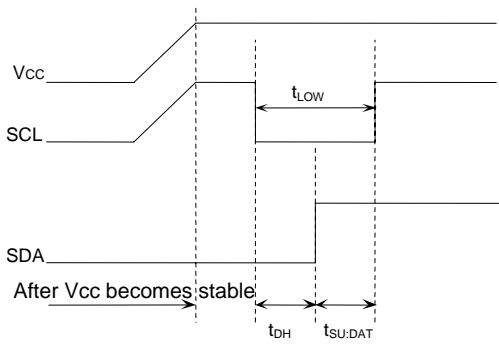 Vcc
tLOW
SCL
SDA
After Vcc becomes stable
tDH
tSU:DAT